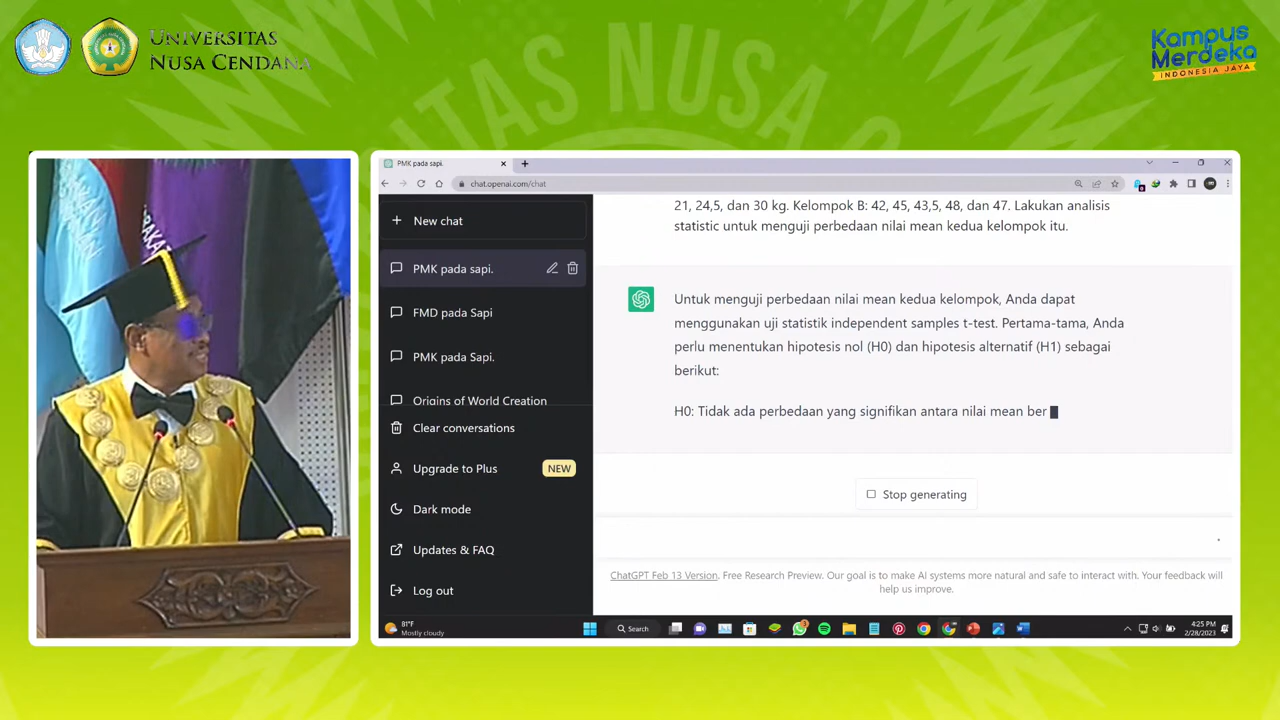 UNIVERSITAS
NUSA CENDANA
Kampus
Merdeka
INDONESIA JAYA
ITAS NUSA C
PMK pada sapi.
chat.openai.com/chat
New chat
PMK pada sapi.
FMD pada Sapi
PMK pada Sapi.
Origins of World Creation
Clear conversations
Upgrade to Plus NEW
Dark mode
Updates & FAQ
Log out
21, 24,5, dan 30 kg. Kelompok B: 42, 45, 43,5, 48, dan 47. Lakukan analisis
statistic untuk menguji perbedaan nilai mean kedua kelompok itu.
Untuk menguji perbedaan nilai mean kedua kelompok, Anda dapat
menggunakan uji statistik independent samples t-test. Pertama-tama, Anda
perlu menentukan hipotesis nol (H0) dan hipotesis alternatif (H1) sebagai
berikut:
H0: Tidak ada perbedaan yang signifikan antara nilai mean ber
Stop generating
ChatGPT Feb 13 Version. Free Research Preview. Our goal is to make AI systems more natural and safe to interact with. Your feedback will
help us improve.
81°F
Mostly cloudy
Search
4:25 PM
2/28/2023